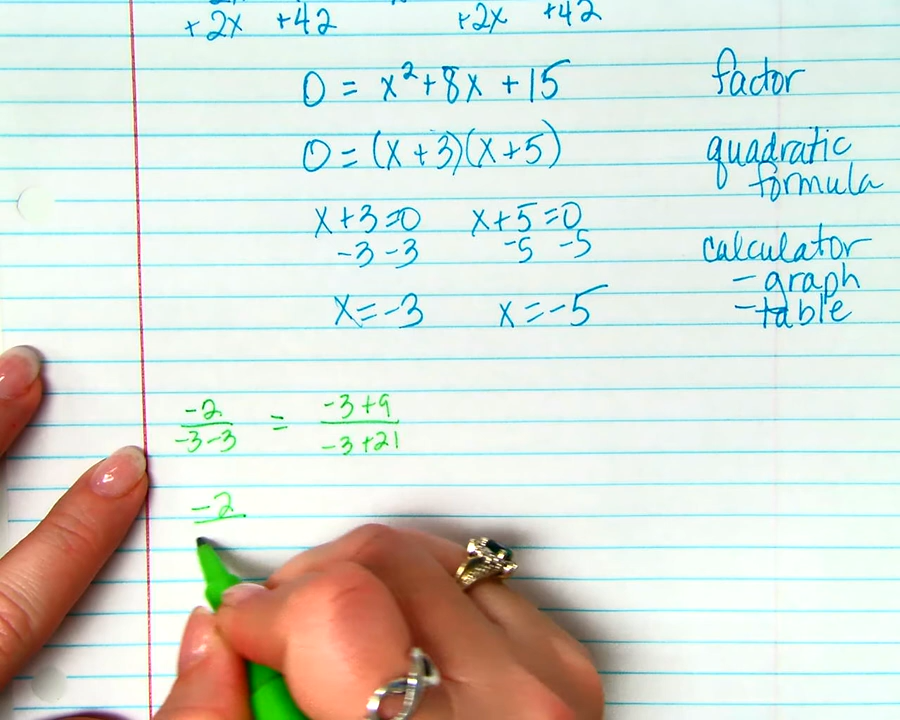 +2x +42 +2x +42
0 = x²+8x +15 factor
0 = (x+3)(x+5) quadratic
formula
x+3=0 x+5=0
-3 -3 -5 -5 calculator
-graph
x=-3 x=-5 -table
-2/-3-3 = -3+9/-3+21
-2